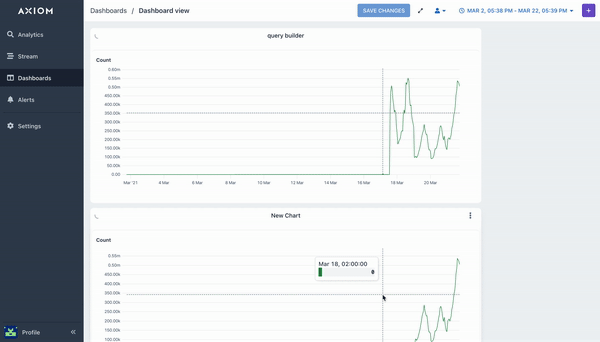 AXIOM
Dashboards / Dashboard view
SAVE CHANGES
MAR 2, 05:38 PM - MAR 22, 05:39 PM
Analytics
Stream
Dashboards
Alerts
Settings
Profile
query builder
Count
0.60m
0.55m
0.50m
450.00k
400.00k
350.00k
300.00k
250.00k
200.00k
150.00k
100.00k
50.00k
0.00
Mar '21
4 Mar
6 Mar
8 Mar
10 Mar
12 Mar
14 Mar
16 Mar
18 Mar
20 Mar
New Chart
Count
0.55m
0.50m
450.00k
400.00k
350.00k
300.00k
250.00k
200.00k
150.00k
100.00k
Mar 18, 02:00:00
0